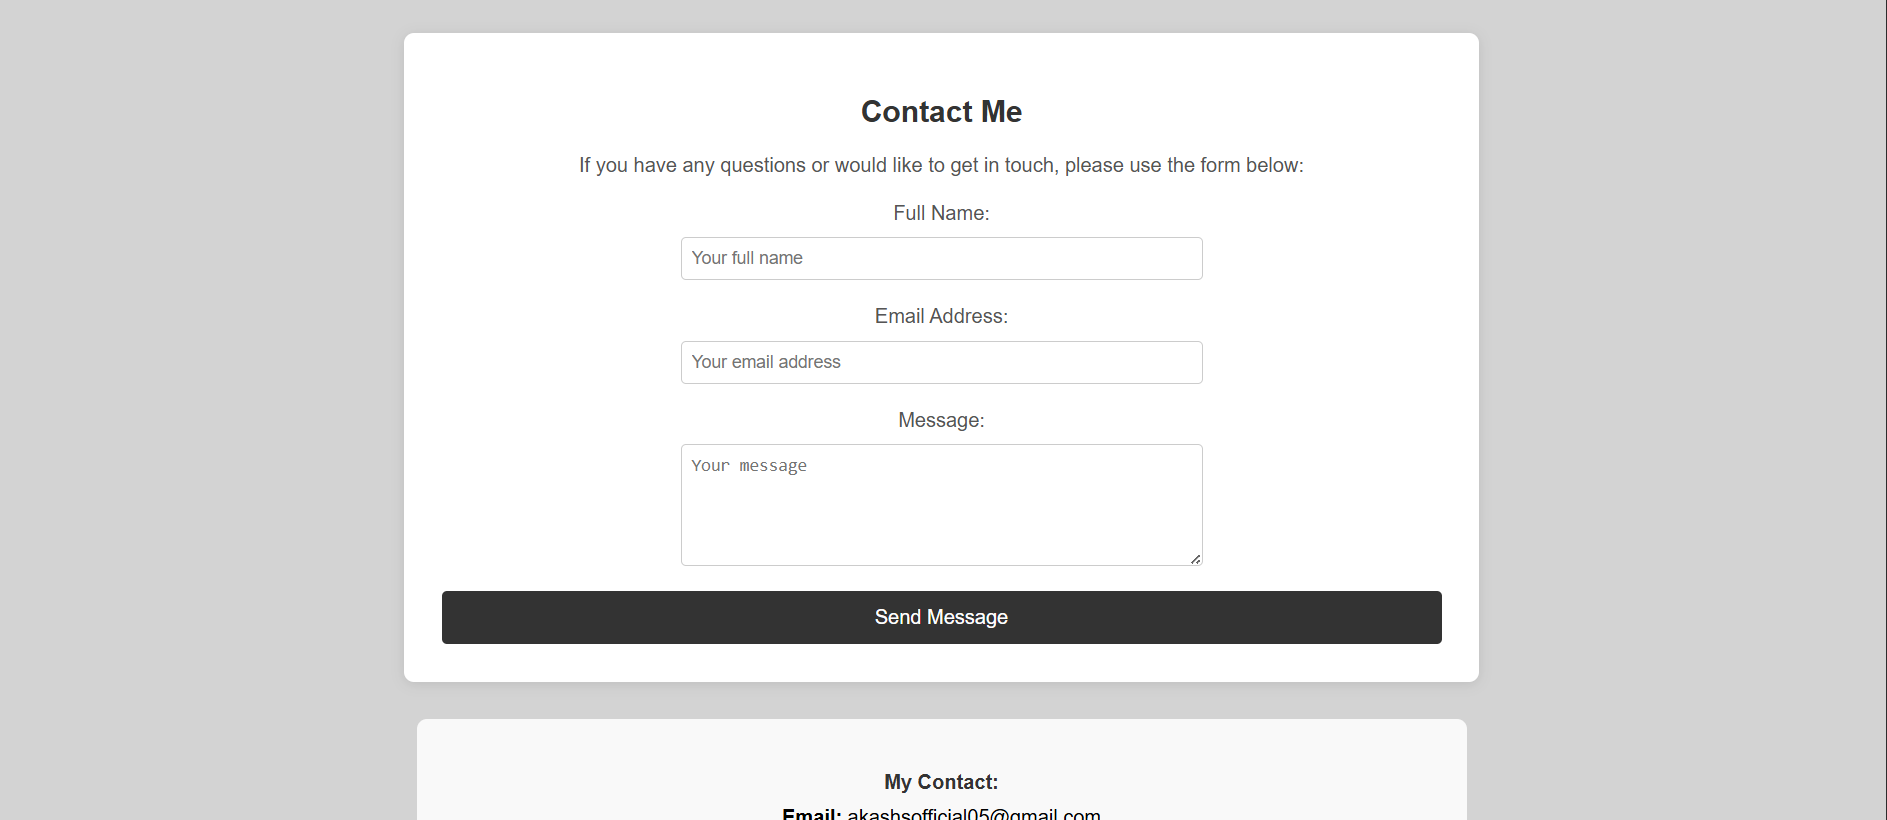 Contact Me
If you have any questions or would like to get in touch, please use the form below:
Full Name:
Your full name
Email Address:
Your email address
Message:
Your message
Send Message
My Contact:
Email: akashsofficial05@gmail.com